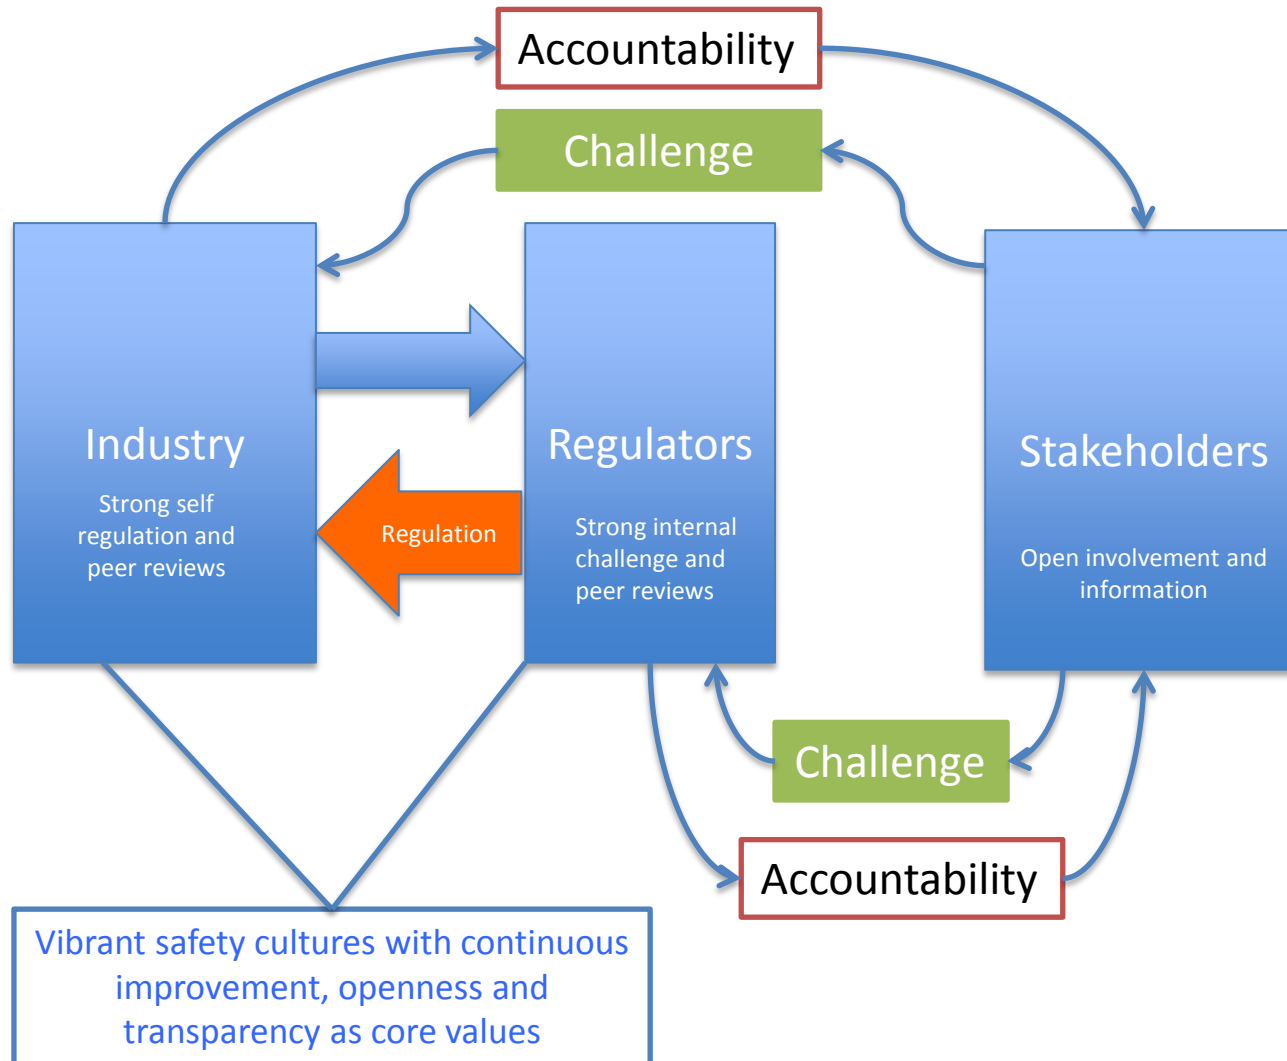 Accountability
Challenge
Industry
Strong self
regulation and
peer reviews
Regulation
Regulators
Strong internal
challenge and
peer reviews
Stakeholders
Open involvement and
information
Challenge
Accountability
Vibrant safety cultures with continuous
improvement, openness and
transparency as core values